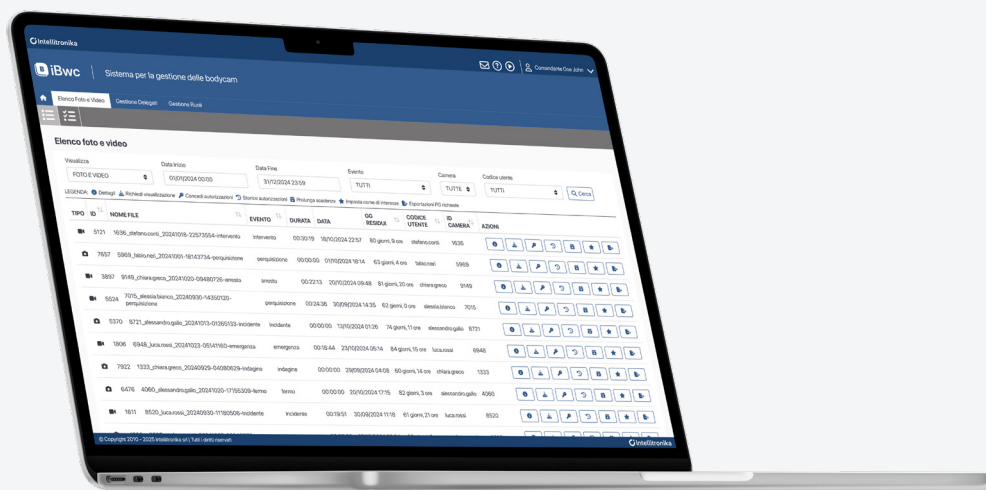 Intellitronika
Comandante Doe John
iBwc | Sistema per la gestione delle bodycam
Elenco Foto e Video Gestione Delegati Gestione Ruoli
Elenco foto e video
Visualizza Data Inizio Data Fine Evento Camera Codice utente
FOTO E VIDEO 01/01/2024 00:00 31/12/2024 23:59 TUTTI TUTTE TUTTI Cerca
LEGENDA: Dettagli Richiedi visualizzazione Concedi autorizzazioni Storico autorizzazioni Prolunga scadenza Imposta come di interesse Esportazioni PG richieste
TIPO ID NOME FILE EVENTO DURATA DATA GG RESIDUI CODICE UTENTE ID CAMERA AZIONI
5121 1636_stefano.conti_20241018-22573554-intervento intervento 00:30:19 18/10/2024 22:57 80 giorni, 9 ore stefano.conti 1636
7657 5969_fabio.neri_20241001-18143734-perquisizione perquisizione 00:00:00 01/10/2024 18:14 63 giorni, 4 ore fabio.neri 5969
3897 9149_chiara.greco_20241020-09480726-arresto arresto 00:22:13 20/10/2024 09:48 81 giorni, 20 ore chiara.greco 9149
5524 7015_alessia.bianco_20240930-14350120-perquisizione perquisizione 00:24:38 30/09/2024 14:35 62 giorni, 0 ore alessia.bianco 7015
5370 8721_alessandro.gallo_20241013-01265133-incidente incidente 00:00:00 13/10/2024 01:26 74 giorni, 11 ore alessandro.gallo 8721
1806 6948_luca.rossi_20241023-05141160-emergenza emergenza 00:18:44 23/10/2024 05:14 84 giorni, 15 ore luca.rossi 6948
7922 1333_chiara.greco_20240929-04080629-indagine indagine 00:00:00 29/09/2024 04:08 60 giorni, 14 ore chiara.greco 1333
6476 4060_alessandro.gallo_20241020-17155309-fermo fermo 00:00:00 20/10/2024 17:15 82 giorni, 3 ore alessandro.gallo 4060
1611 8520_luca.rossi_20240930-11180506-incidente incidente 00:19:51 30/09/2024 11:18 61 giorni, 21 ore luca.rossi 8520
© Copyright 2010 - 2025 Intellitronika srl | Tutti i diritti riservati Intellitronika